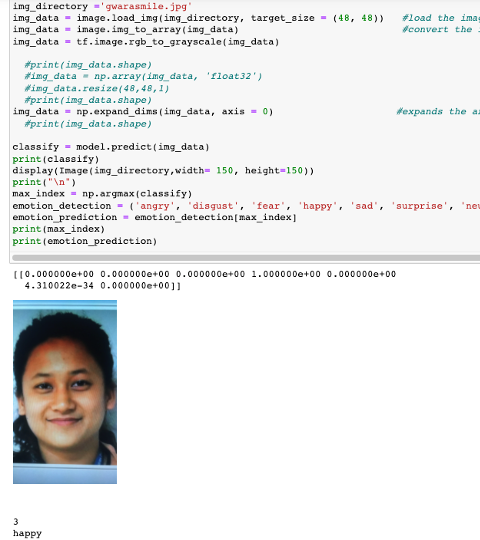 img_directory ='gwarasmile.jpg'
img_data = image.load_img(img_directory, target_size = (48, 48))   #load the
img_data = image.img_to_array(img_data)   #convert the
img_data = tf.image.rgb_to_grayscale(img_data)
#print(img_data.shape)
#img_data = np.array(img_data, 'float32')
#img_data.resize(48,48,1)
#print(img_data.shape)
img_data = np.expand_dims(img_data, axis = 0)   #expands the
#print(img_data.shape)
classify = model.predict(img_data)
print(classify)
display(Image(img_directory,width= 150, height=150))
print("\n")
max_index = np.argmax(classify)
emotion_detection = ('angry', 'disgust', 'fear', 'happy', 'sad', 'surprise',
emotion_prediction = emotion_detection[max_index]
print(max_index)
print(emotion_prediction)
[[0.000000e+00 0.000000e+00 0.000000e+00 1.000000e+00 0.000000e+00
4.310022e-34 0.000000e+00]]
3
happy